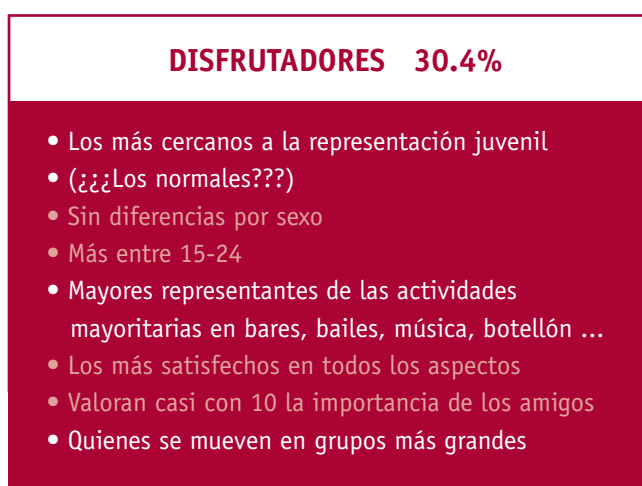 DISFRUTADORES 30.4%
• Los más cercanos a la representación juvenil
• (¿¿¿Los normales???)
• Sin diferencias por sexo
• Más entre 15-24
• Mayores representantes de las actividades
mayoritarias en bares, bailes, música, botellón ...
• Los más satisfechos en todos los aspectos
• Valoran casi con 10 la importancia de los amigos
• Quienes se mueven en grupos más grandes